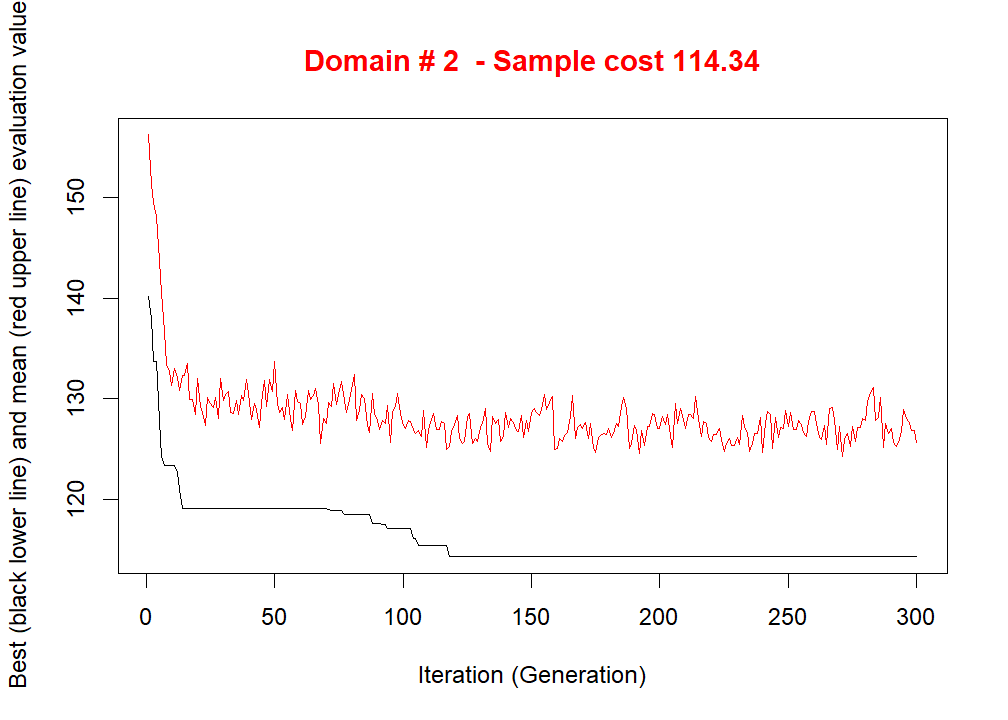 Domain # 2  - Sample cost 114.34
Best (black lower line) and mean (red upper line) evaluation value
150
140
130
120
0 50 100 150 200 250 300
Iteration (Generation)